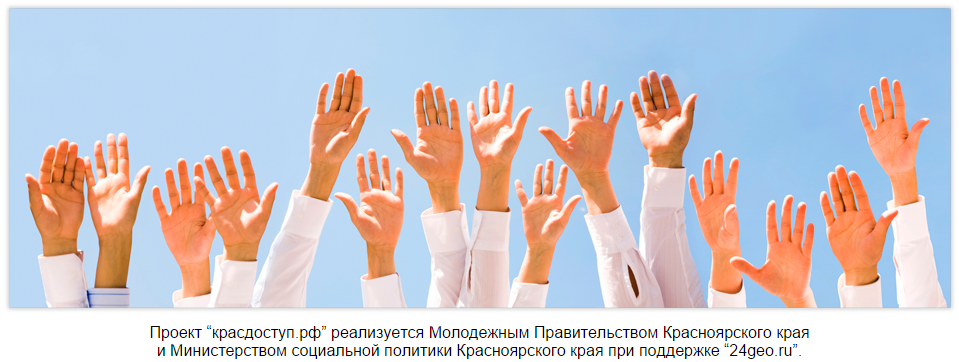 Проект “красдоступ.рф” реализуется Молодежным Правительством Красноярского края
и Министерством социальной политики Красноярского края при поддержке “24geo.ru”.